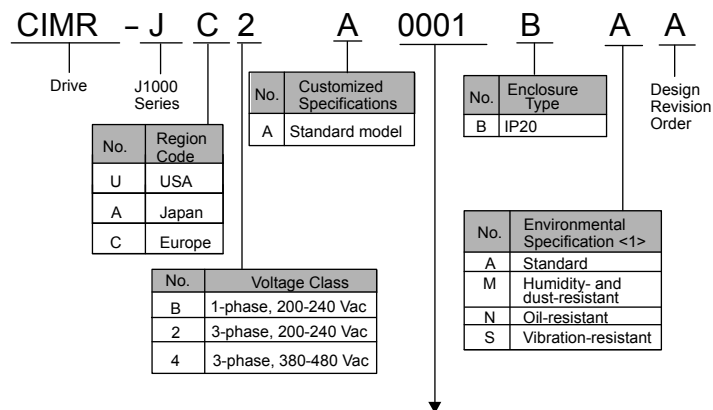 CIMR – J C 2 A 0001 B A A
Drive
J1000
Series
Design
Revision
Order
No. Customized
Specifications
A Standard model
No. Enclosure
Type
B IP20
No. Region
Code
U USA
A Japan
C Europe
No. Environmental
Specification <1>
A Standard
M Humidity- and
dust-resistant
N Oil-resistant
S Vibration-resistant
No. Voltage Class
B 1-phase, 200-240 Vac
2 3-phase, 200-240 Vac
4 3-phase, 380-480 Vac